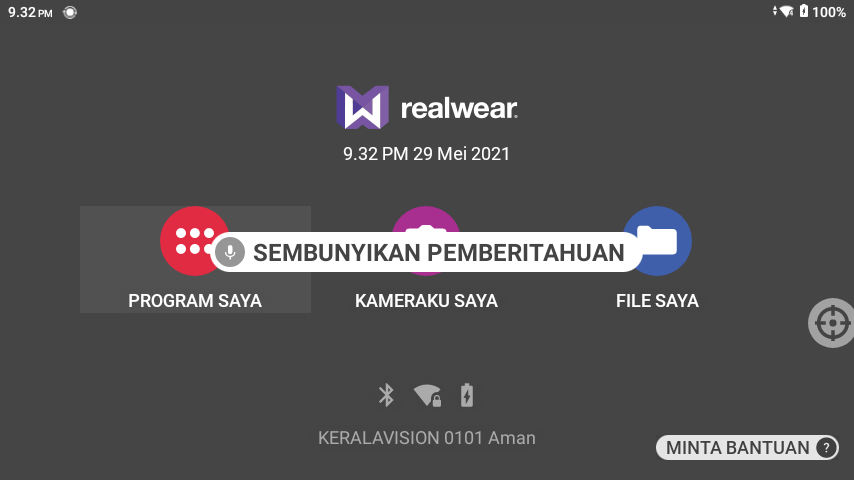 9.32 PM
100%
realwear
9.32 PM 29 Mei 2021
SEMBUNYIKAN PEMBERITAHUAN
PROGRAM SAYA
KAMERAKU SAYA
FILE SAYA
KERALAVISION 0101 Aman
MINTA BANTUAN ?